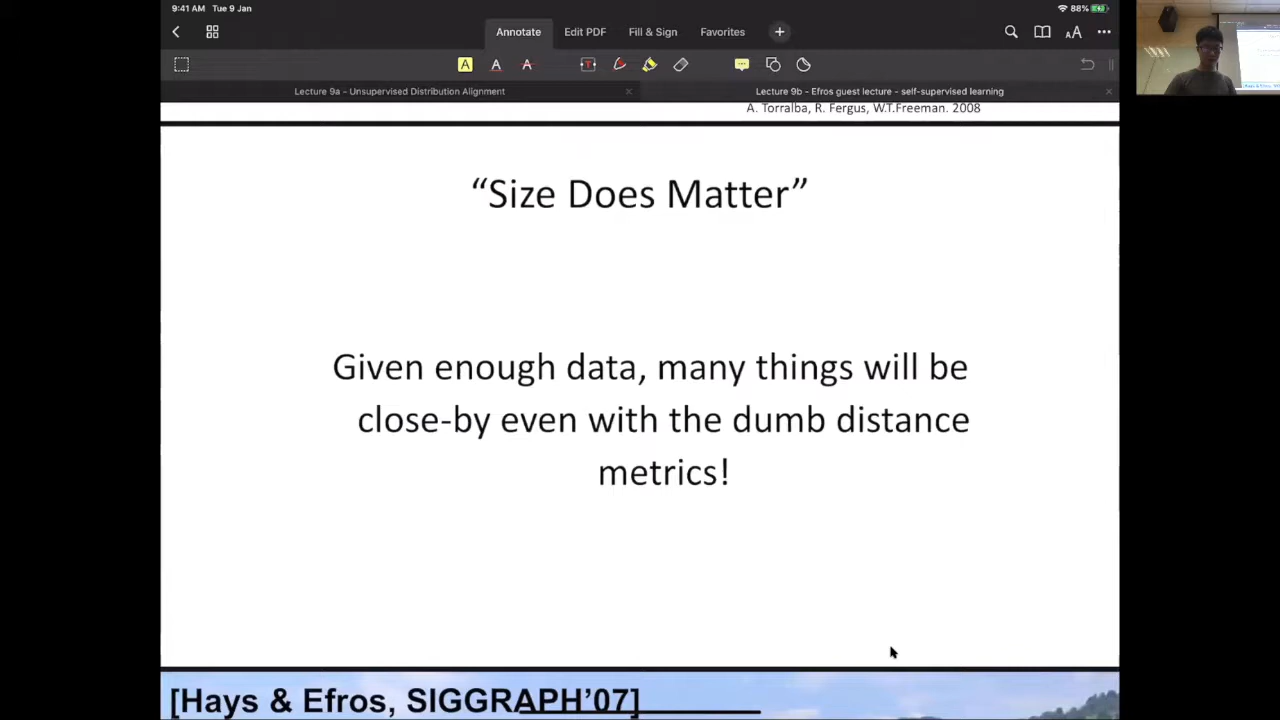 9:41 AM Tue 9 Jan
88%
Annotate Edit PDF Fill & Sign Favorites
Lecture 9a - Unsupervised Distribution Alignment
Lecture 9b - Efros guest lecture - self-supervised learning
A. Torralba, R. Fergus, W.T.Freeman. 2008
“Size Does Matter”
Given enough data, many things will be
close-by even with the dumb distance
metrics!
[Hays & Efros, SIGGRAPH’07]